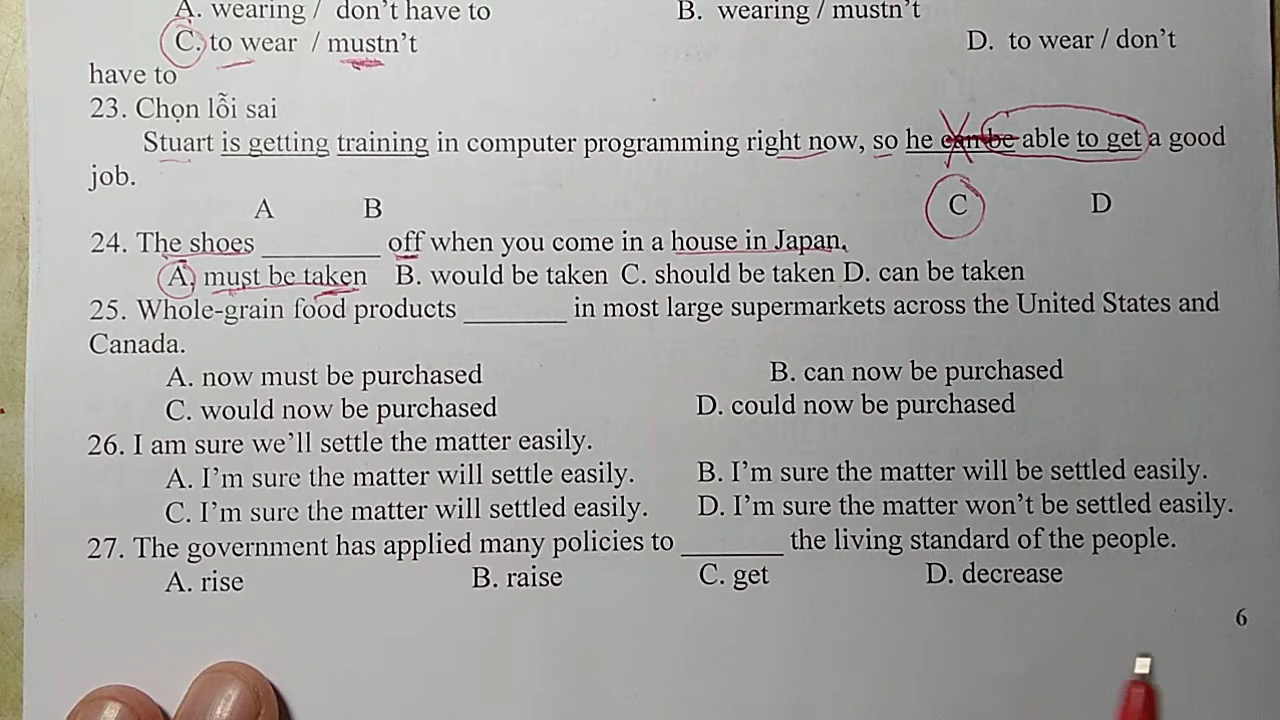 A. wearing / don't have to B. wearing / mustn't
C. to wear / mustn't D. to wear / don't
have to
23. Chọn lỗi sai
Stuart is getting training in computer programming right now, so he can be able to get a good
job.
A B C D
24. The shoes _________ off when you come in a house in Japan.
A. must be taken B. would be taken C. should be taken D. can be taken
25. Whole-grain food products _______ in most large supermarkets across the United States and
Canada.
A. now must be purchased B. can now be purchased
C. would now be purchased D. could now be purchased
26. I am sure we'll settle the matter easily.
A. I'm sure the matter will settle easily. B. I'm sure the matter will be settled easily.
C. I'm sure the matter will settled easily. D. I'm sure the matter won't be settled easily.
27. The government has applied many policies to _______ the living standard of the people.
A. rise B. raise C. get D. decrease
6